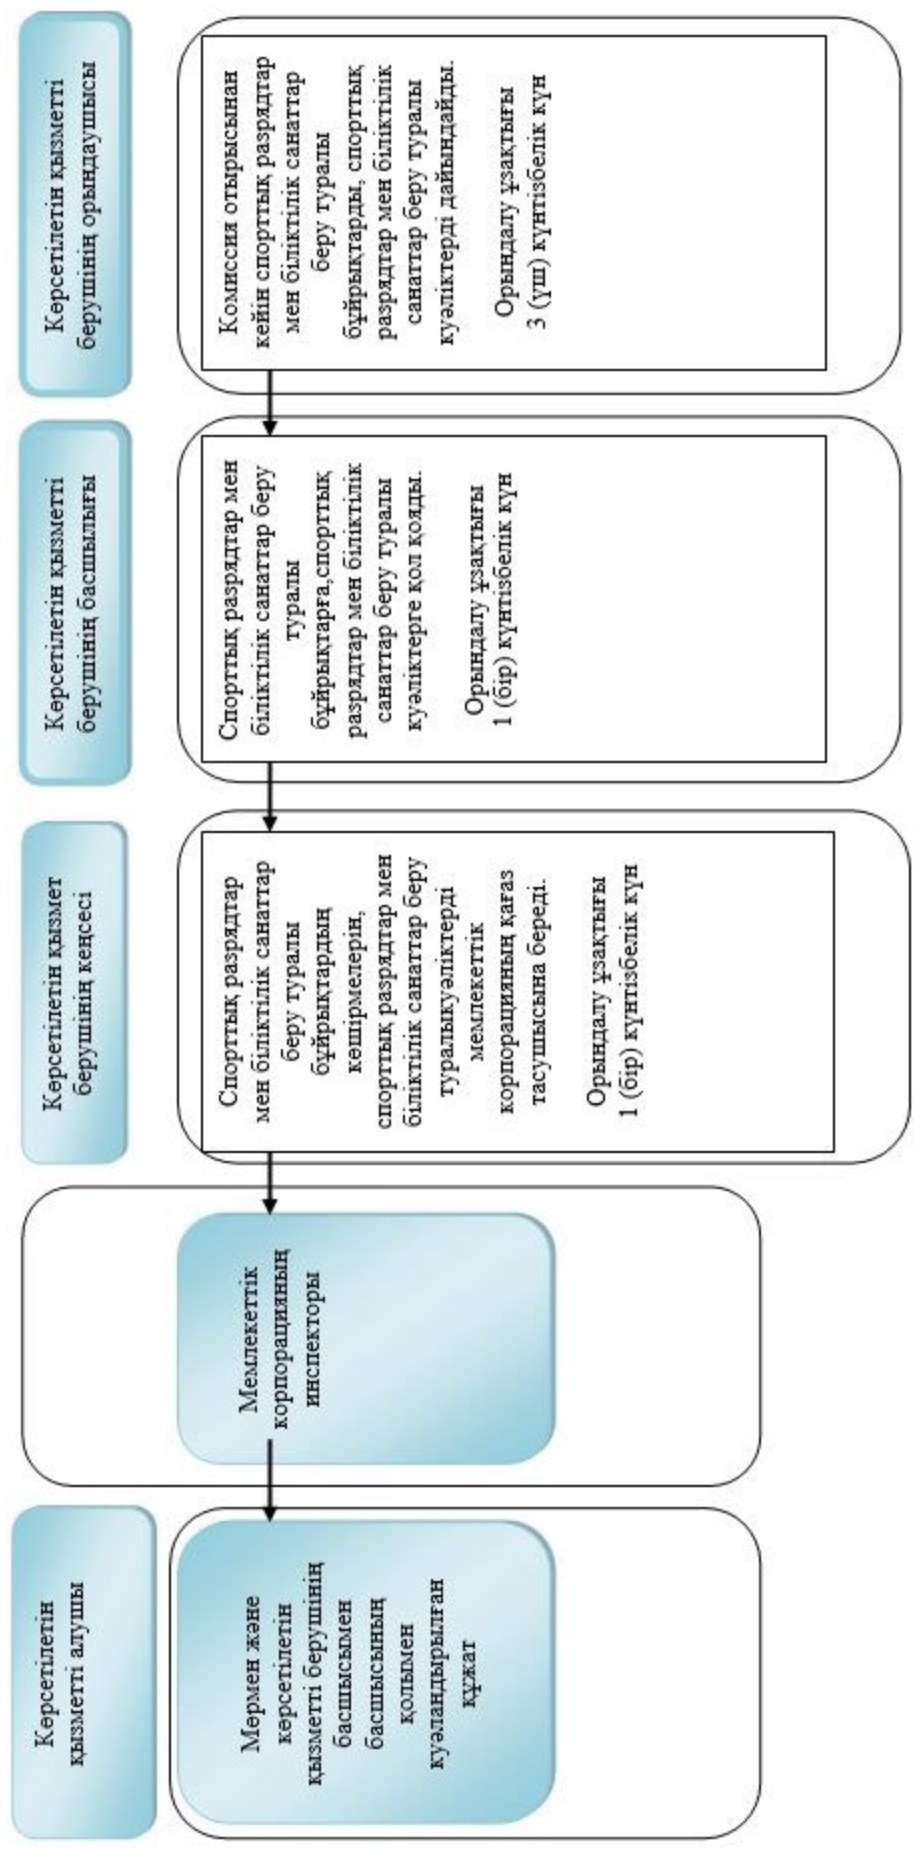 Көрсетілетін
қызметті алушы
Мөрмен және
көрсетілетін
қызметті берушінің
басшысымен
басшысының
қолымен
куәландырылған
құжат
Мемлекеттік
корпорацияның
инспекторы
Көрсетілетін қызмет
берушінің кеңсесі
Спорттық разрядтар
мен біліктілік санаттар
беру туралы
бұйрықтардың
көшірмелерін,
спорттық разрядтар мен
біліктілік санаттар беру
туралыкуәліктерді
мемлекеттік
корпорацияның қағаз
тасушысына береді.
Орындалу ұзақтығы
1 (бір) күнтізбелік күн
Көрсетілетін қызметті
берушінің басшылығы
Спорттық разрядтар мен
біліктілік санаттар беру
туралы
бұйрықтарға,спорттық
разрядтар мен біліктілік
санаттар беру туралы
куәліктерге қол қояды.
Орындалу ұзақтығы
1 (бір) күнтізбелік күн
Көрсетілетін қызметті
берушінің орындаушысы
Комиссия отырысынан
кейін спорттық разрядтар
мен біліктілік санаттар
беру туралы
бұйрықтарды, спорттық
разрядтар мен біліктілік
санаттар беру туралы
куәліктерді дайындайды.
Орындалу ұзақтығы
3 (үш) күнтізбелік күн